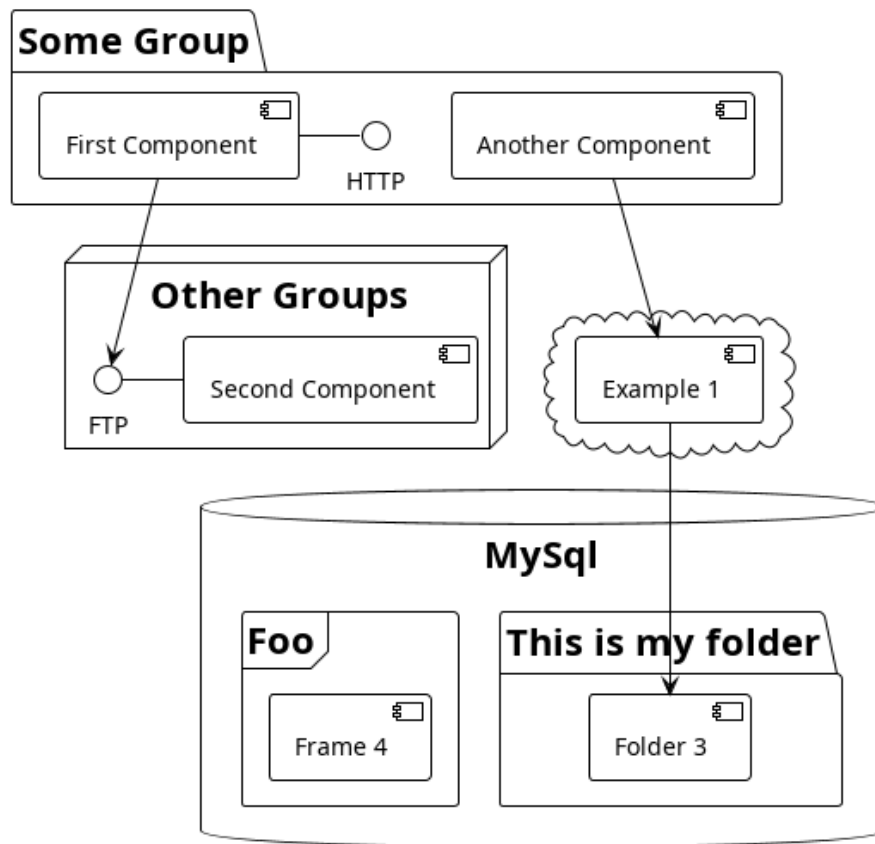 Some Group
First Component
HTTP
Another Component
Other Groups
FTP
Second Component
Example 1
MySql
Foo
This is my folder
Frame 4
Folder 3